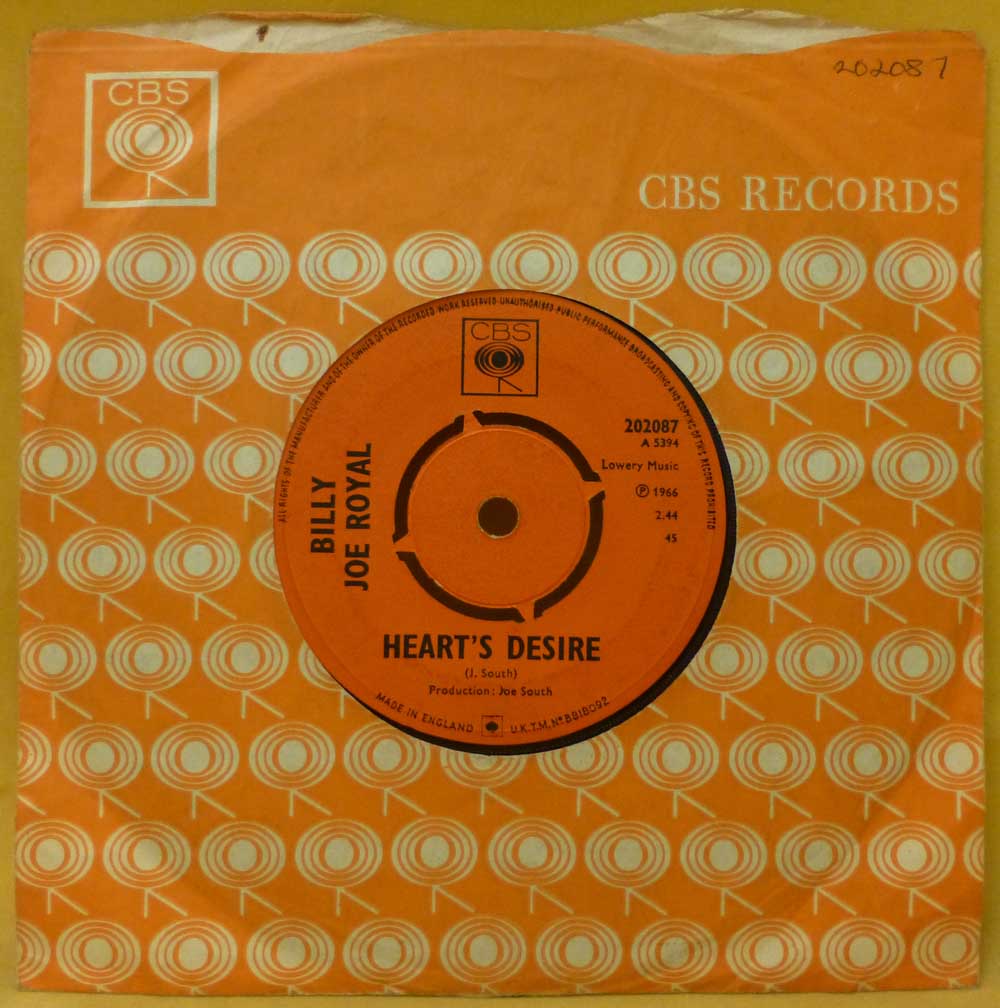 202087
CBS
CBS RECORDS
ALL RIGHTS OF THE MANUFACTURER AND OF THE OWNER OF THE RECORDED WORK RESERVED·UNAUTHORISED·PUBLIC PERFORMANCE BROADCASTING AND COPYING OF THIS RECORD PROHIBITED
CBS
202087
A 5394
Lowery Music
℗ 1966
2.44
45
BILLY
JOE ROYAL
HEART'S DESIRE
(J. South)
Production: Joe South
MADE IN ENGLAND U.K.T.M. Nº B818092